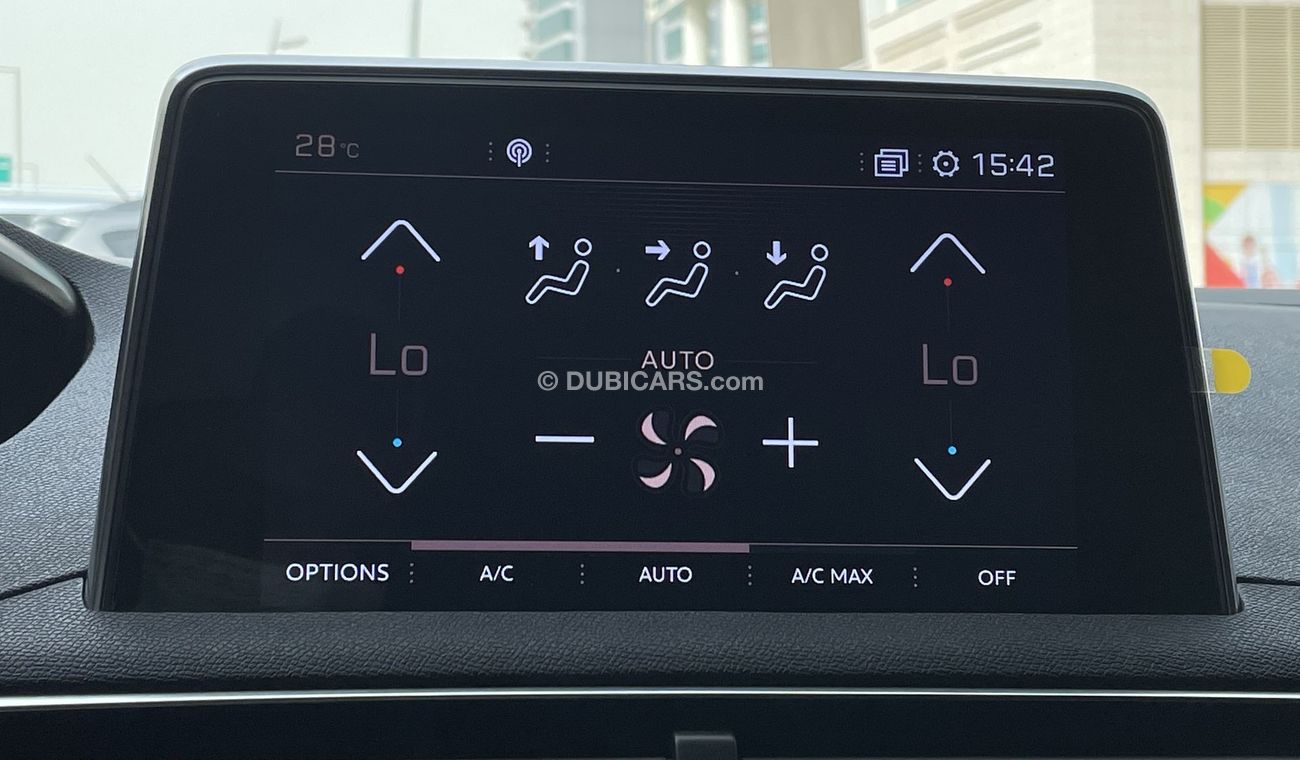 28°C 15:42
Lo Lo
AUTO
© DUBICARS.com
OPTIONS A/C AUTO A/C MAX OFF